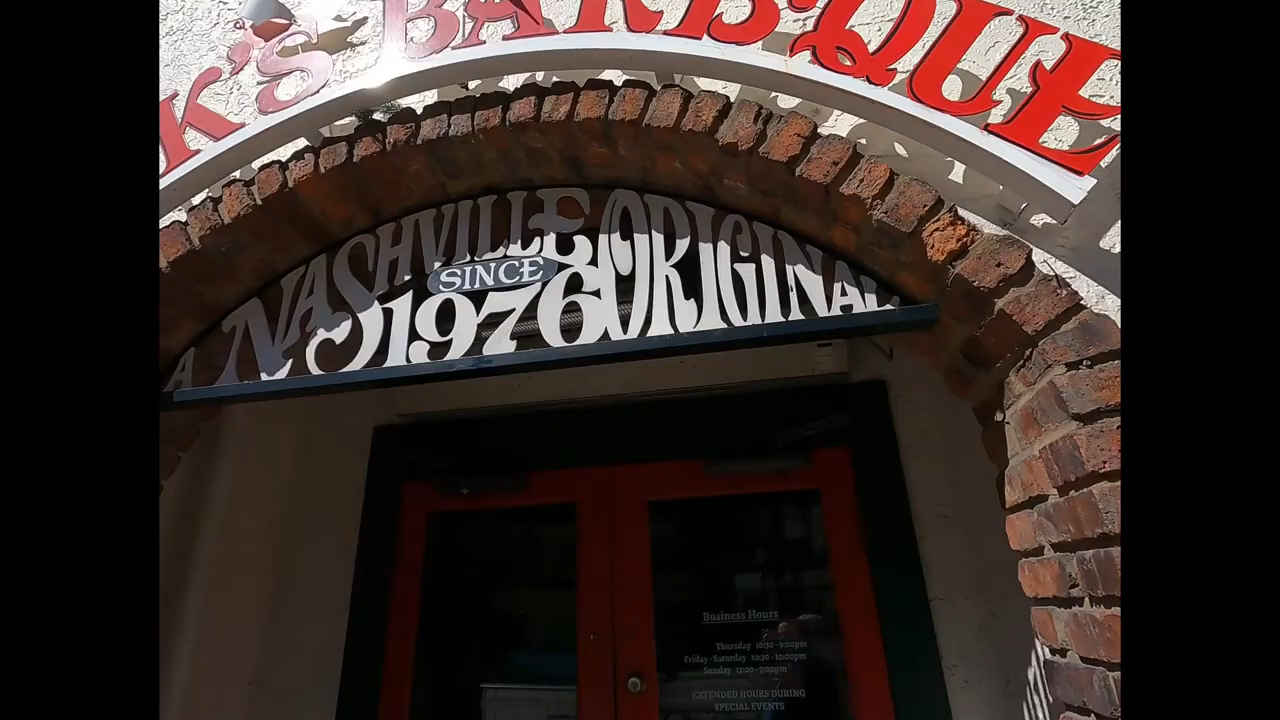 K'S BAR-B-QUE
A NASHVILLE ORIGINAL
SINCE
1976
Business Hours
Thursday 10:30-9:00pm
Friday-Saturday 10:30-10:00pm
Sunday 11:00-7:00pm
EXTENDED HOURS DURING
SPECIAL EVENTS